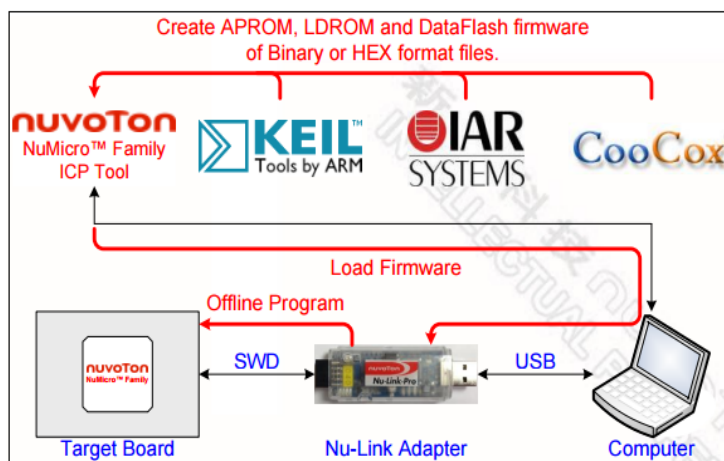 Create APROM, LDROM and DataFlash firmware
of Binary or HEX format files.
nuvoTon
NuMicro™ Family
ICP Tool
KEIL™
Tools by ARM
IAR
SYSTEMS
CooCox
Load Firmware
Offline Program
nuvoTon
NuMicro™ Family
SWD
nuvoTon
Nu-Link-Pro
USB
Target Board
Nu-Link Adapter
Computer